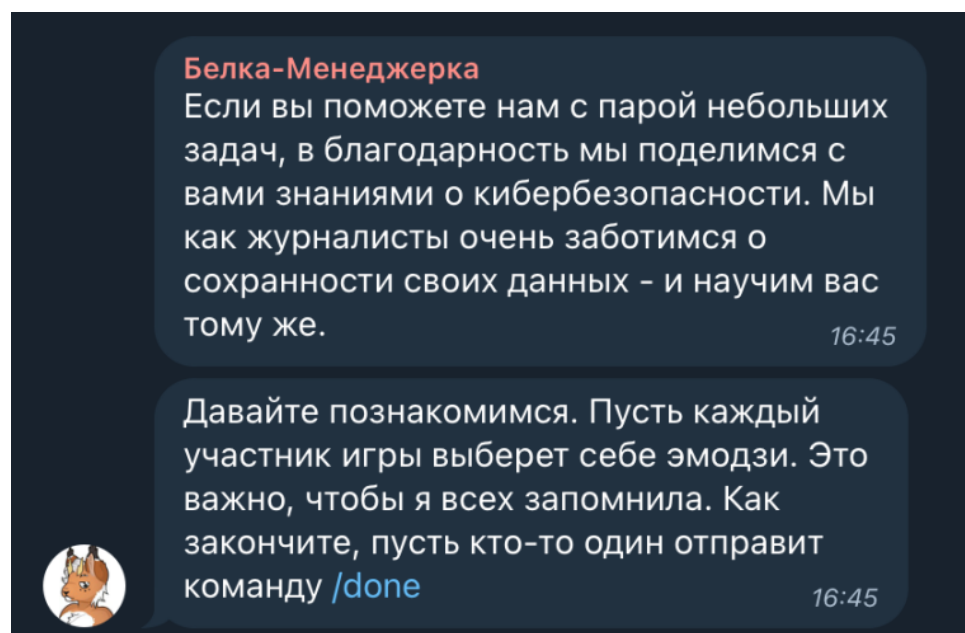 Белка-Менеджерка
Если вы поможете нам с парой небольших
задач, в благодарность мы поделимся с
вами знаниями о кибербезопасности. Мы
как журналисты очень заботимся о
сохранности своих данных - и научим вас
тому же.
16:45
Давайте познакомимся. Пусть каждый
участник игры выберет себе эмодзи. Это
важно, чтобы я всех запомнила. Как
закончите, пусть кто-то один отправит
команду /done
16:45